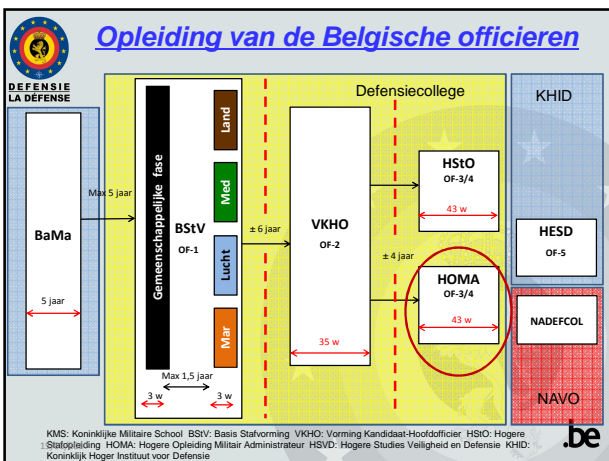 Opleiding van de Belgische officieren
DEFENSIE
LA DÉFENSE
Defensiecollege
KHID
BaMa
5 jaar
Max 5 jaar
Gemeenschappelijke fase
BStV
OF-1
Land
Med
Lucht
Mar
Max 1,5 jaar
3 w
3 w
± 6 jaar
VKHO
OF-2
35 w
± 4 jaar
HStO
OF-3/4
43 w
HOMA
OF-3/4
43 w
HESD
OF-5
NADEFCOL
NAVO
KMS: Koninklijke Militaire School BStV: Basis Stafvorming VKHO: Vorming Kandidaat-Hoofdofficier HStO: Hogere
Stafopleiding HOMA: Hogere Opleiding Militair Administrateur HSVD: Hogere Studies Veiligheid en Defensie KHID:
Koninklijk Hoger Instituut voor Defensie
.be